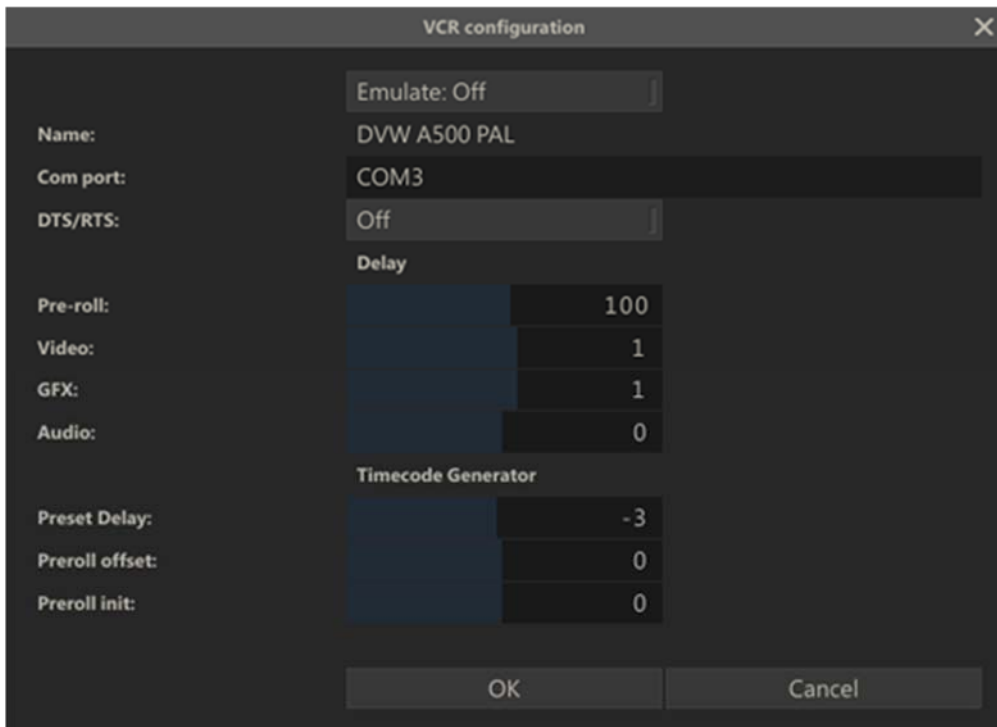 VCR configuration
Emulate: Off
Name: DVW A500 PAL
Com port: COM3
DTS/RTS: Off
Delay
Pre-roll: 100
Video: 1
GFX: 1
Audio: 0
Timecode Generator
Preset Delay: -3
Preroll offset: 0
Preroll init: 0
OK Cancel